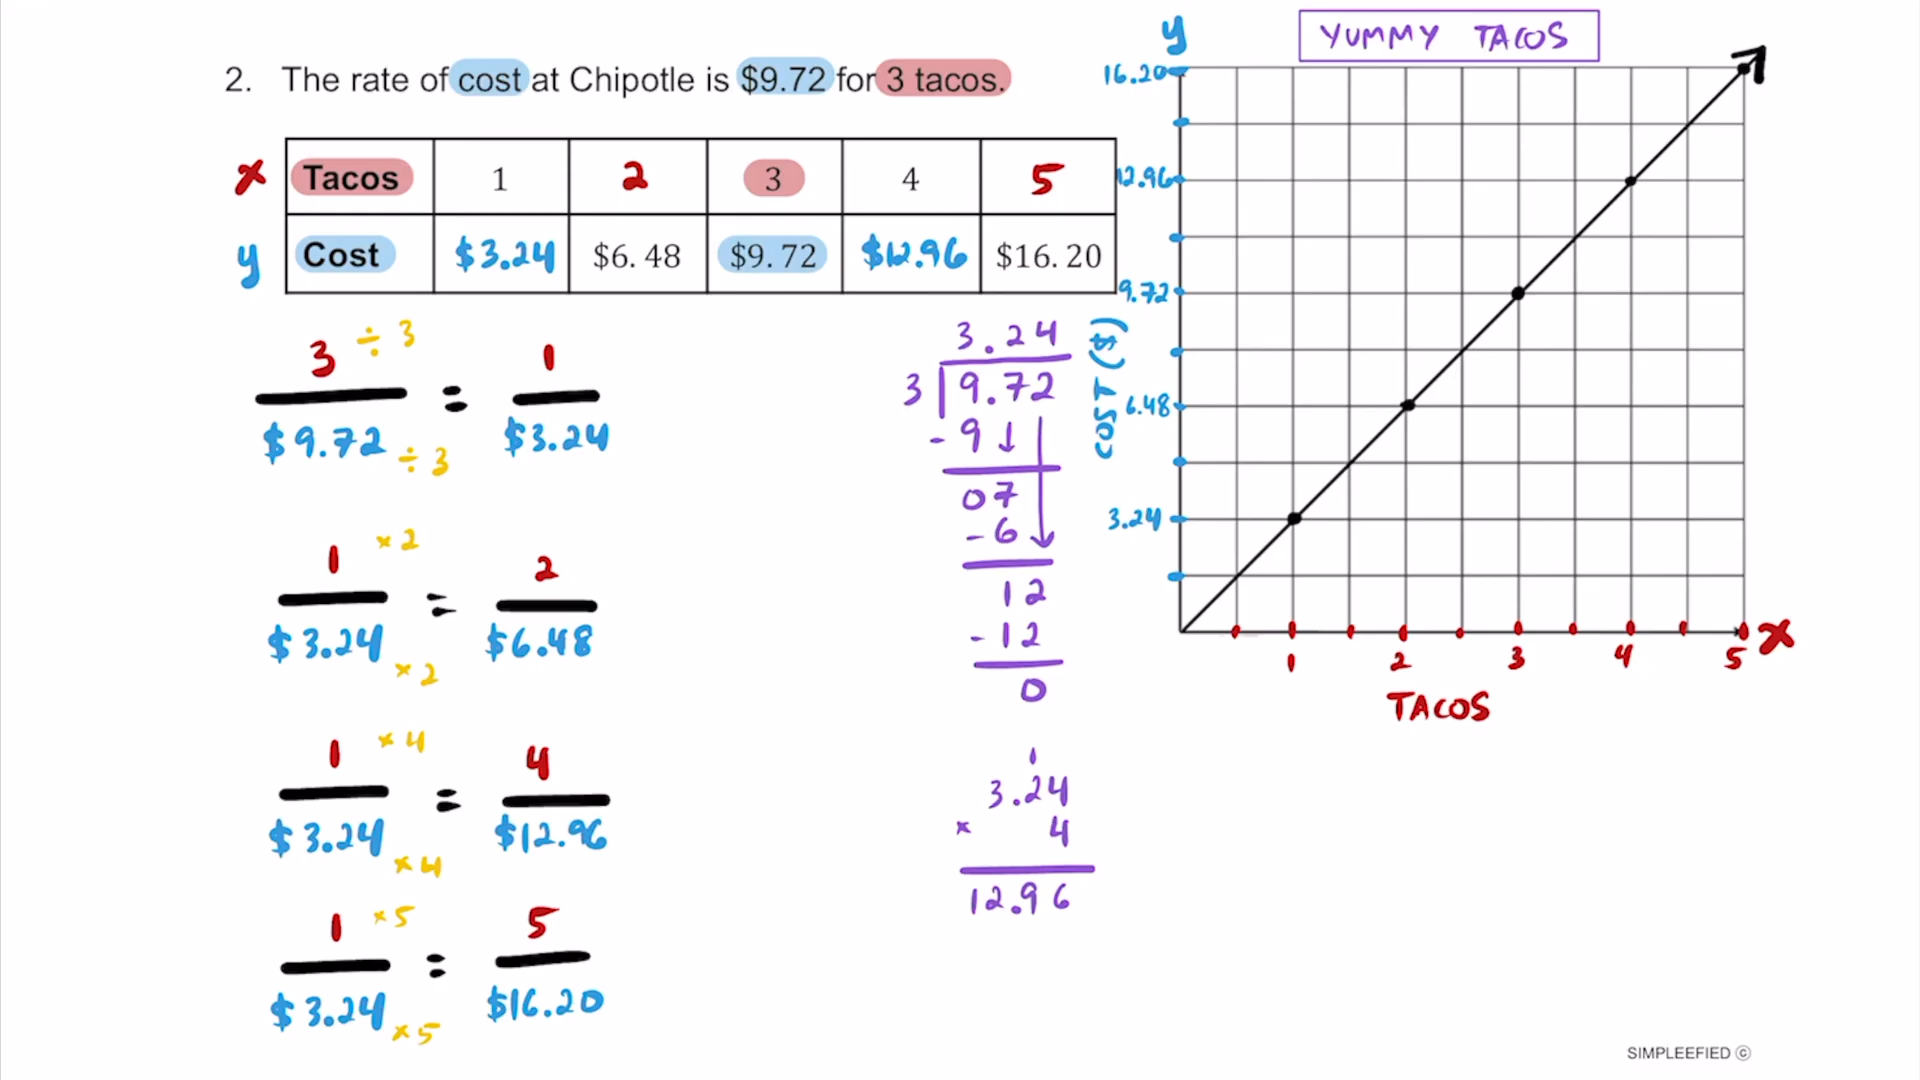 2. The rate of cost at Chipotle is $9.72 for 3 tacos.
x Tacos 1 2 3 4 5
y Cost $3.24 $6.48 $9.72 $12.96 $16.20
3 ÷ 3 1
= 
$9.72 ÷ 3 $3.24
1 × 2 2
=
$3.24 × 2 $6.48
1 × 4 4
=
$3.24 × 4 $12.96
1 × 5 5
=
$3.24 × 5 $16.20
3.24
3 9.72
- 9
07
- 6
12
- 12
0
1
3.24
× 4
12.96
YUMMY TACOS
y
16.20
12.96
9.72
6.48
3.24
COST ($)
1 2 3 4 5 x
TACOS
SIMPLEEFIED ©